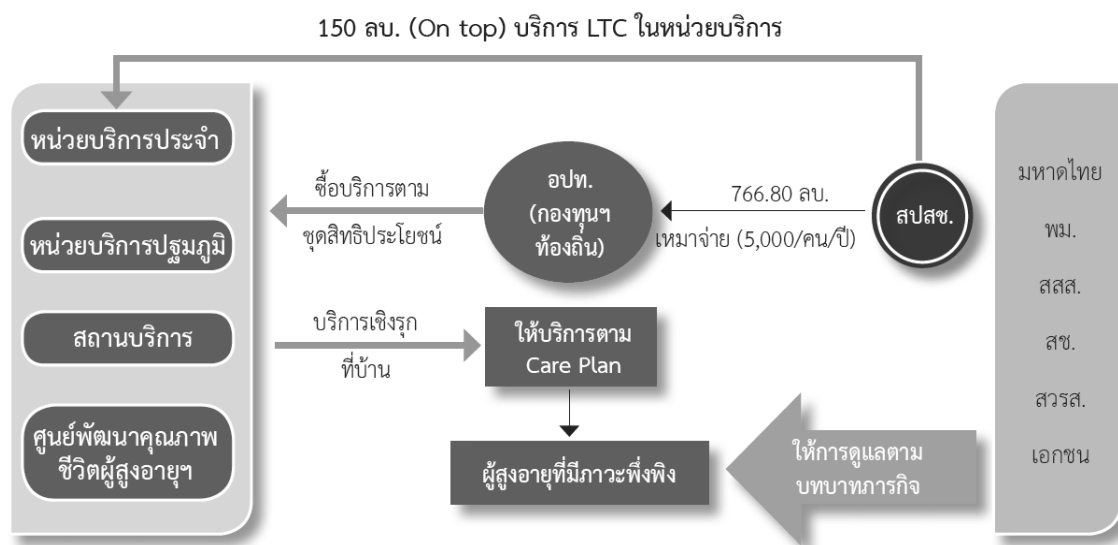 150 ลบ. (On top) บริการ LTC ในหน่วยบริการ
หน่วยบริการประจำ
หน่วยบริการปฐมภูมิ
สถานบริการ
ศูนย์พัฒนาคุณภาพ
ชีวิตผู้สูงอายุฯ
ซื้อบริการตาม
ชุดสิทธิประโยชน์
อปท.
(กองทุนฯ
ท้องถิ่น)
766.80 ลบ.
เหมาจ่าย (5,000/คน/ปี)
สปสช.
บริการเชิงรุก
ที่บ้าน
ให้บริการตาม
Care Plan
ผู้สูงอายุที่มีภาวะพึ่งพิง
ให้การดูแลตาม
บทบาทภารกิจ
มหาดไทย
พม.
สสส.
สช.
สวรส.
เอกชน